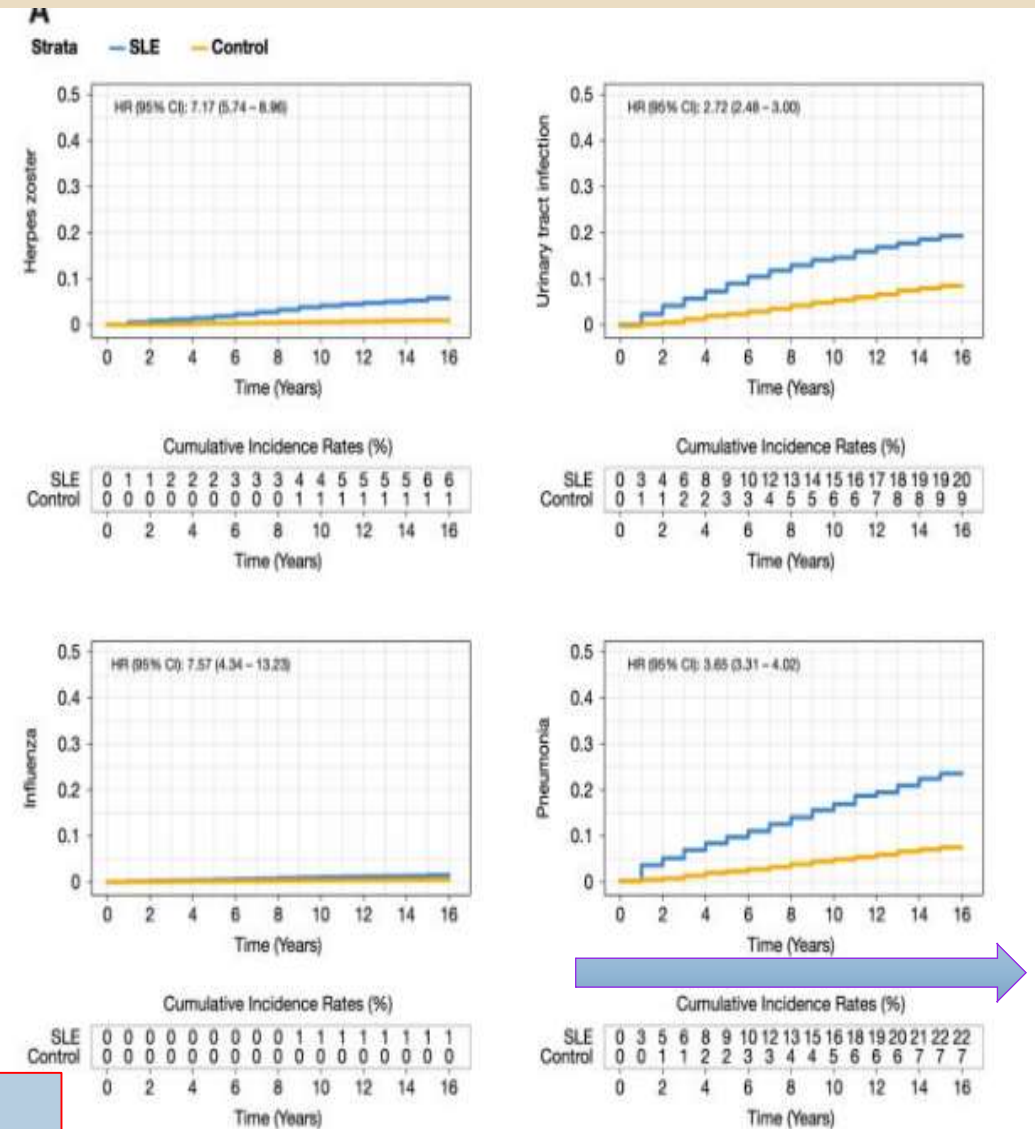 A
Strata SLE Control
HR (95% CI): 7.17 (5.74 – 8.96)
Herpes zoster
0.5
0.4
0.3
0.2
0.1
0
0 2 4 6 8 10 12 14 16
Time (Years)
Cumulative Incidence Rates (%)
SLE 0 1 1 2 2 2 3 3 3 4 4 5 5 5 5 6 6
Control 0 0 0 0 0 0 0 0 0 1 1 1 1 1 1 1 1
0 2 4 6 8 10 12 14 16
Time (Years)
HR (95% CI): 2.72 (2.48 – 3.00)
Urinary tract infection
0.5
0.4
0.3
0.2
0.1
0
0 2 4 6 8 10 12 14 16
Time (Years)
Cumulative Incidence Rates (%)
SLE 0 3 4 6 8 9 10 12 13 14 15 16 17 18 19 19 20
Control 0 1 1 2 2 3 3 4 5 5 6 6 7 8 8 9 9
0 2 4 6 8 10 12 14 16
Time (Years)
HR (95% CI): 7.57 (4.34 – 13.23)
Influenza
0.5
0.4
0.3
0.2
0.1
0
0 2 4 6 8 10 12 14 16
Time (Years)
Cumulative Incidence Rates (%)
SLE 0 0 0 0 0 0 0 0 0 1 1 1 1 1 1 1 1
Control 0 0 0 0 0 0 0 0 0 0 0 0 0 0 0 0 0
0 2 4 6 8 10 12 14 16
Time (Years)
HR (95% CI): 3.65 (3.31 – 4.02)
Pneumonia
0.5
0.4
0.3
0.2
0.1
0
0 2 4 6 8 10 12 14 16
Time (Years)
Cumulative Incidence Rates (%)
SLE 0 3 5 6 8 9 10 12 13 15 16 18 19 20 21 22 22
Control 0 0 1 1 2 2 3 3 4 4 5 6 6 6 7 7 7
0 2 4 6 8 10 12 14 16
Time (Years)